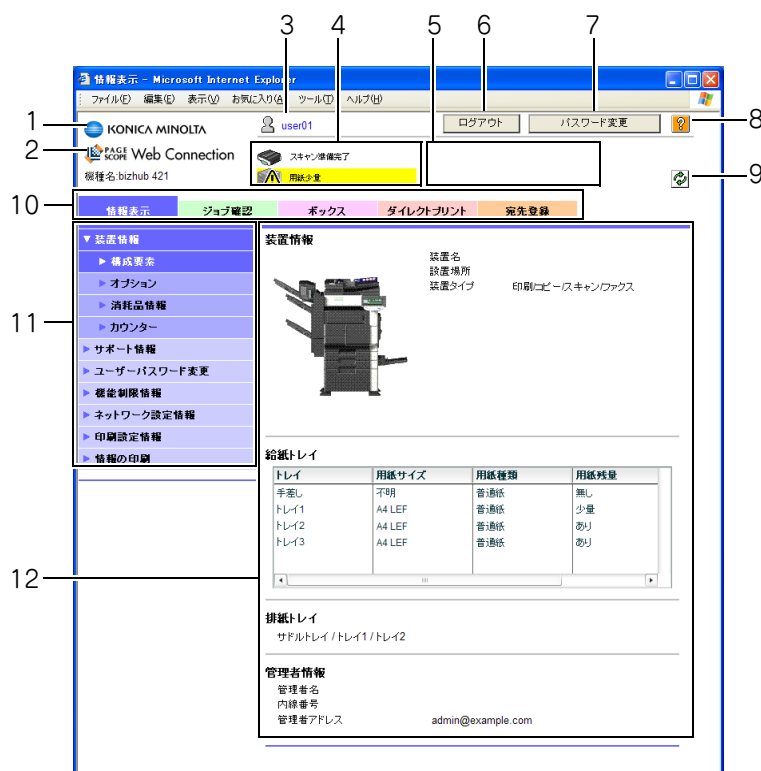 3 4 5 6 7
情報表示 - Microsoft Internet Explorer
ファイル(F) 編集(E) 表示(V) お気に入り(A) ツール(T) ヘルプ(H)
1 KONICA MINOLTA user01 ログアウト パスワード変更 ? 8
2 PAGE SCOPE Web Connection スキャン準備完了
機種名:bizhub 421 用紙少量 9
10 情報表示 ジョブ確認 ボックス ダイレクトプリント 宛先登録
11
▼装置情報
▶構成要素
▶オプション
▶消耗品情報
▶カウンター
▶サポート情報
▶ユーザーパスワード変更
▶機能制限情報
▶ネットワーク設定情報
▶印刷設定情報
▶情報の印刷
12
装置情報
装置名
設置場所
装置タイプ 印刷/コピー/スキャン/ファクス
給紙トレイ
トレイ 用紙サイズ 用紙種類 用紙残量
手差し 不明 普通紙 無し
トレイ1 A4 LEF 普通紙 少量
トレイ2 A4 LEF 普通紙 あり
トレイ3 A4 LEF 普通紙 あり
排紙トレイ
サドルトレイ / トレイ1 / トレイ2
管理者情報
管理者名
内線番号
管理者アドレス admin@example.com